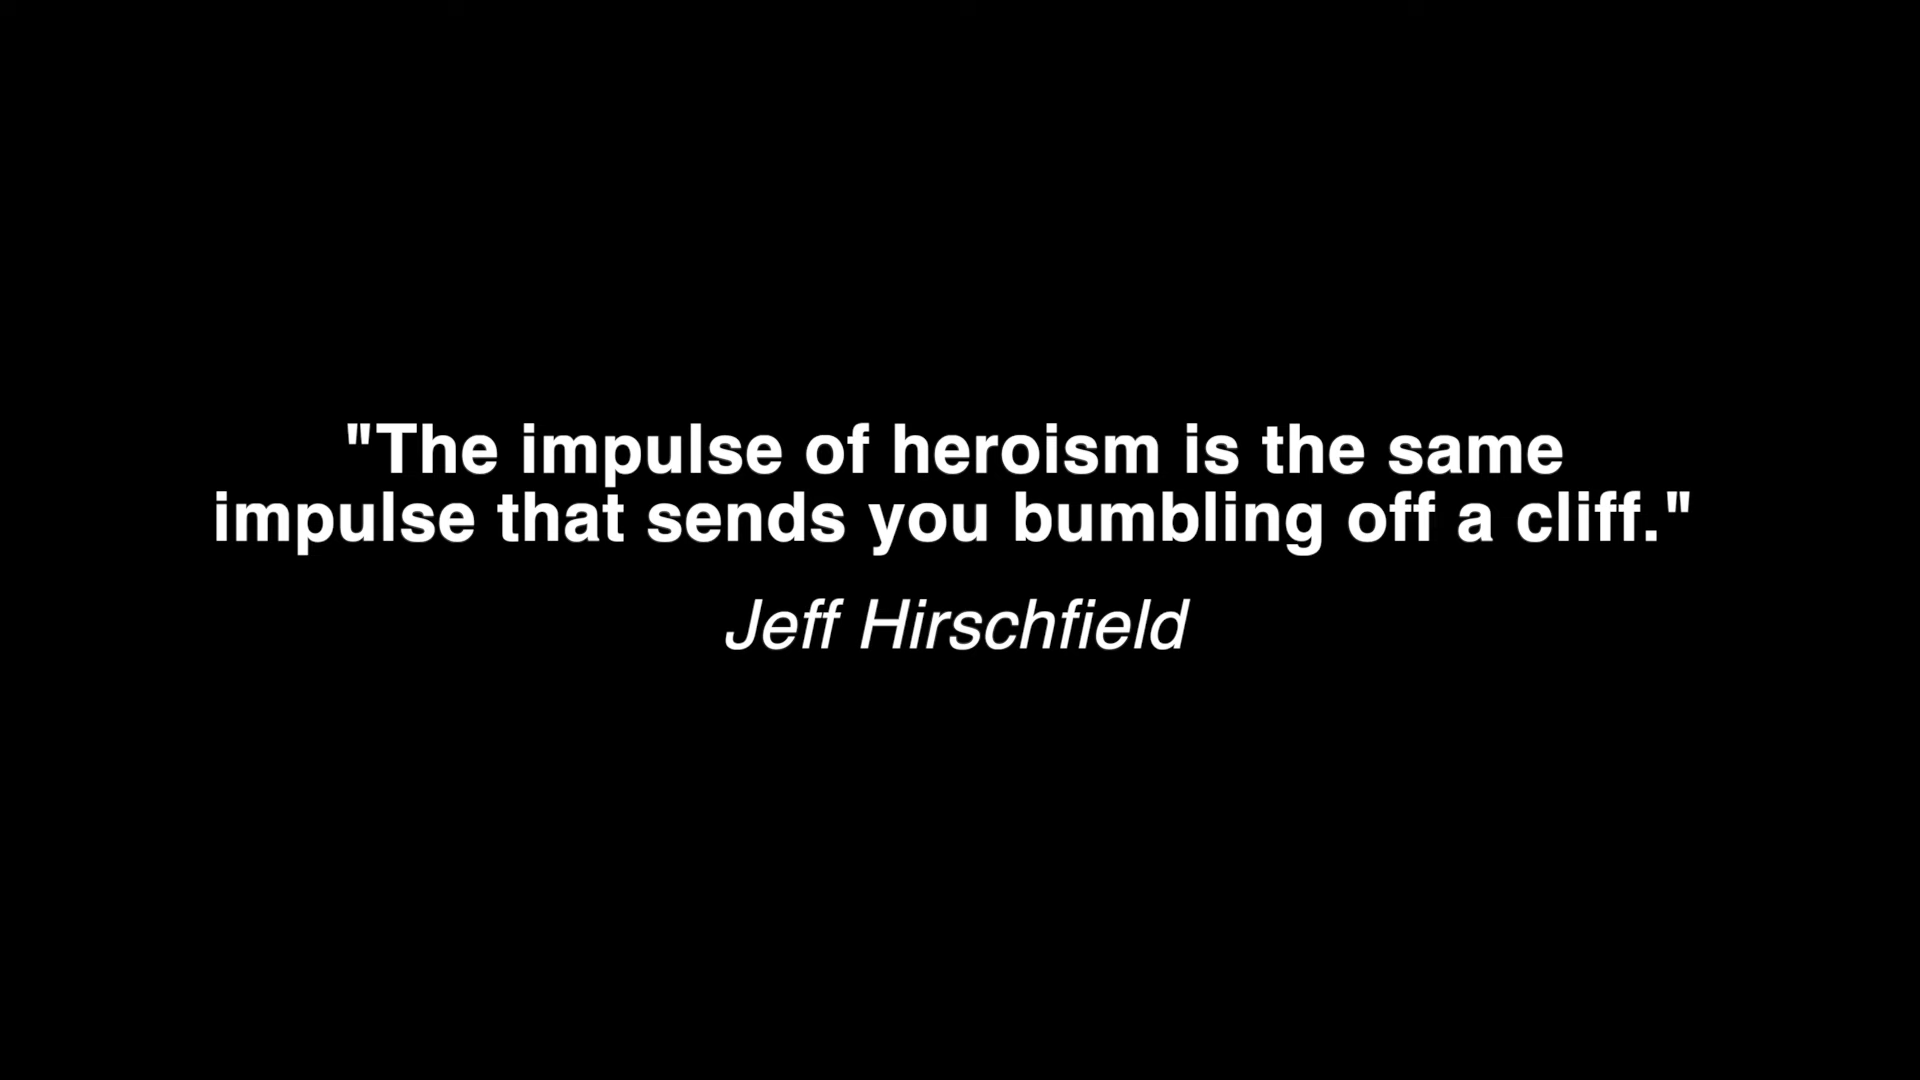 "The impulse of heroism is the same
impulse that sends you bumbling off a cliff."
Jeff Hirschfield